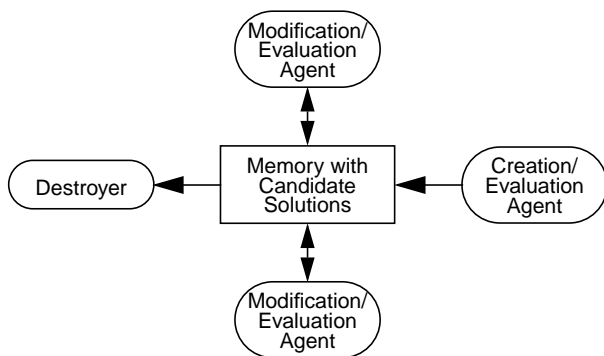 Modification/
Evaluation
Agent
Destroyer
Memory with
Candidate
Solutions
Creation/
Evaluation
Agent
Modification/
Evaluation
Agent